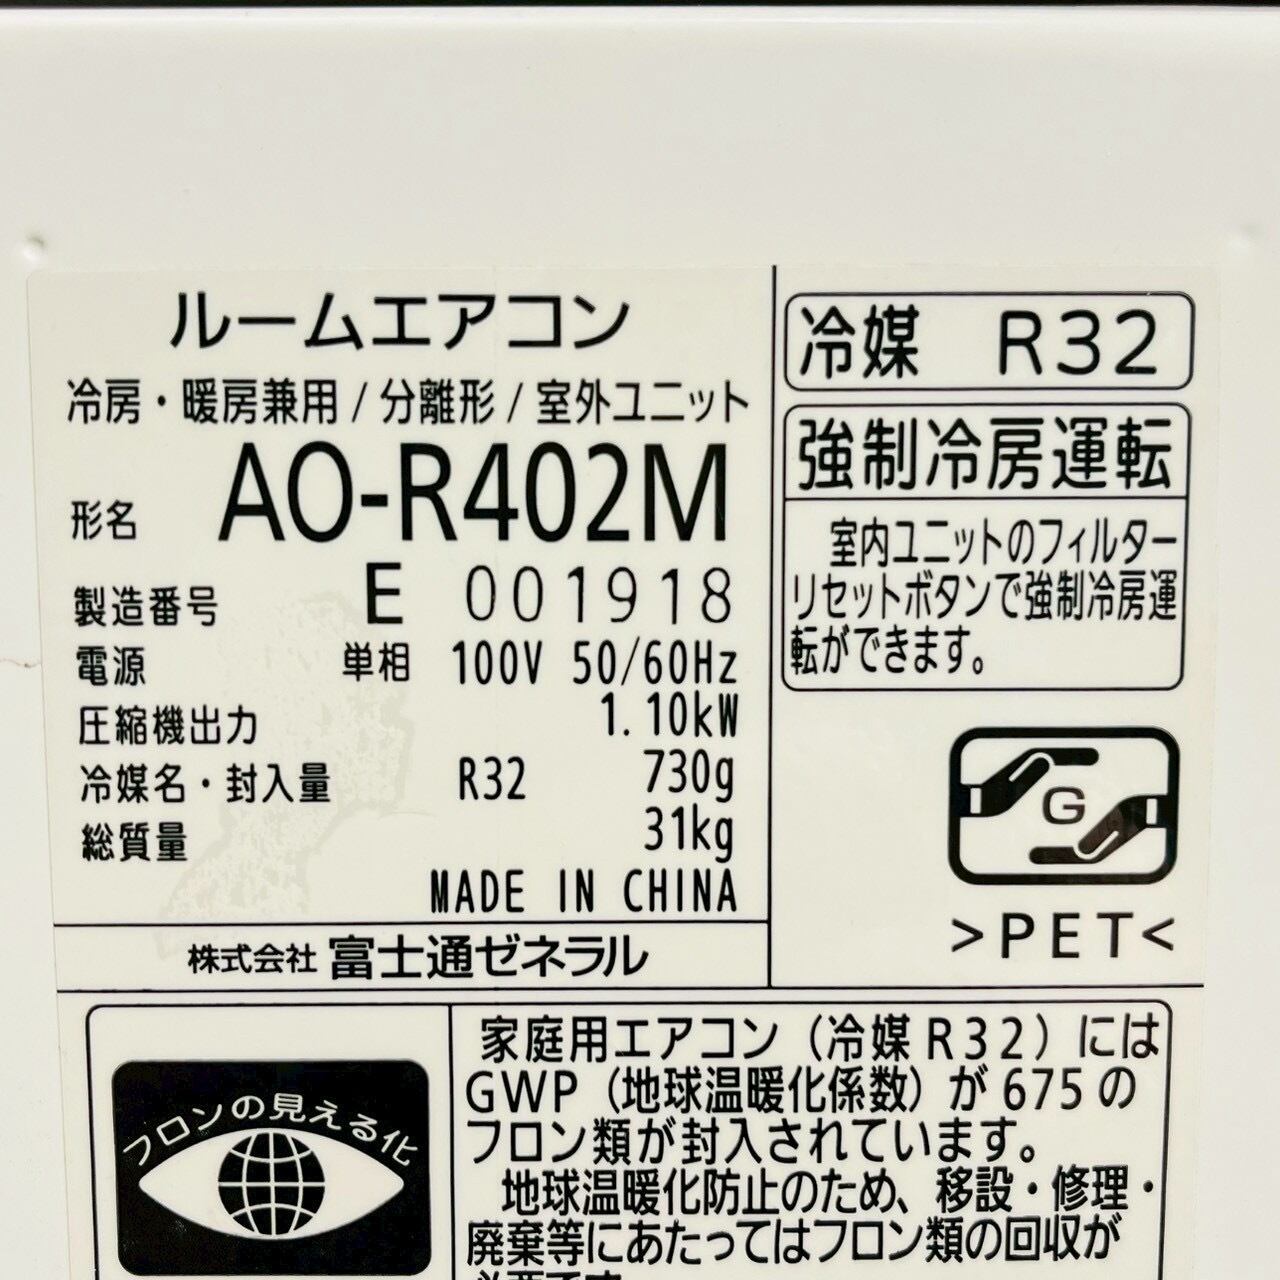 ルームエアコン
冷房・暖房兼用/分離形/室外ユニット
形名 AO-R402M
製造番号 E 001918
電源 単相 100V 50/60Hz
圧縮機出力 1.10kW
冷媒名・封入量 R32 730g
総質量 31kg
MADE IN CHINA
株式会社 富士通ゼネラル
冷媒 R32
強制冷房運転
室内ユニットのフィルター
リセットボタンで強制冷房運
転ができます。
G
>PET<
フロンの見える化
家庭用エアコン（冷媒R32）には
GWP（地球温暖化係数）が675の
フロン類が封入されています。
地球温暖化防止のため、移設・修理・
廃棄等にあたってはフロン類の回収が